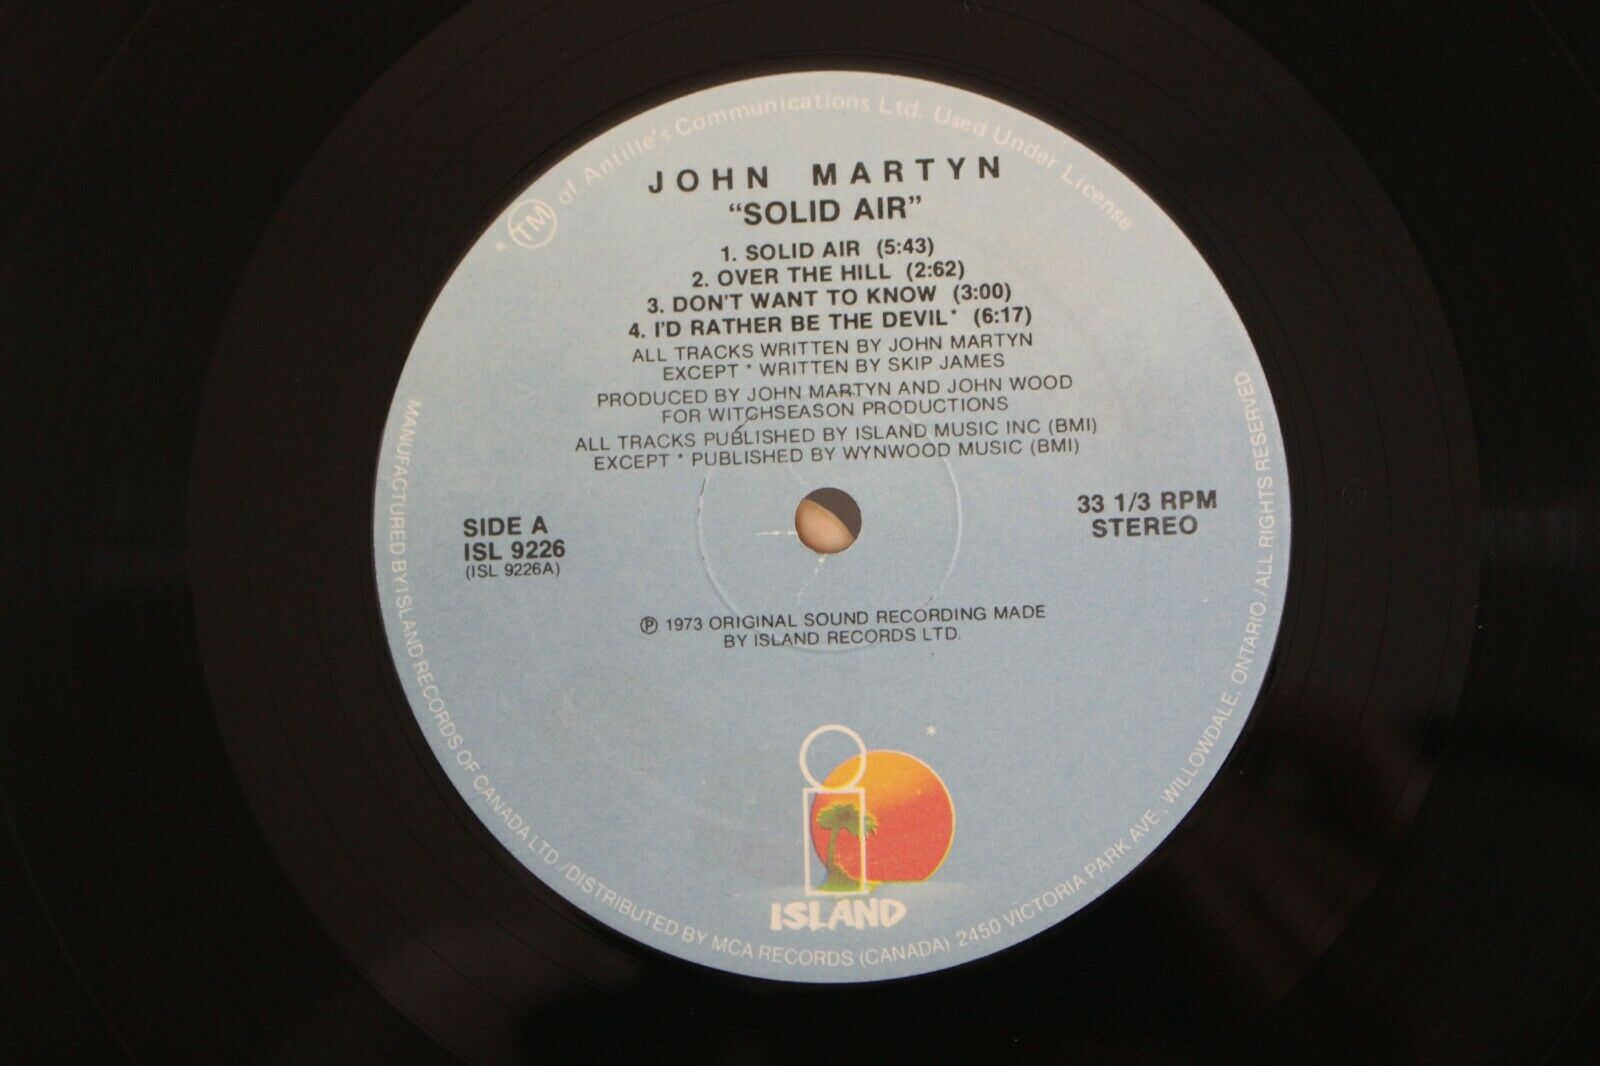 * TM of Antille's Communications Ltd. Used Under License
JOHN MARTYN
“SOLID AIR”
1. SOLID AIR (5:43)
2. OVER THE HILL (2:62)
3. DON'T WANT TO KNOW (3:00)
4. I'D RATHER BE THE DEVIL* (6:17)
ALL TRACKS WRITTEN BY JOHN MARTYN
EXCEPT * WRITTEN BY SKIP JAMES
PRODUCED BY JOHN MARTYN AND JOHN WOOD
FOR WITCHSEASON PRODUCTIONS
ALL TRACKS PUBLISHED BY ISLAND MUSIC INC (BMI)
EXCEPT * PUBLISHED BY WYNWOOD MUSIC (BMI)
SIDE A
ISL 9226
(ISL 9226A)
33 1/3 RPM
STEREO
℗ 1973 ORIGINAL SOUND RECORDING MADE
BY ISLAND RECORDS LTD.
i *
ISLAND
MANUFACTURED BY ISLAND RECORDS OF CANADA LTD./DISTRIBUTED BY MCA RECORDS (CANADA) 2450 VICTORIA PARK AVE., WILLOWDALE, ONTARIO./ALL RIGHTS RESERVED